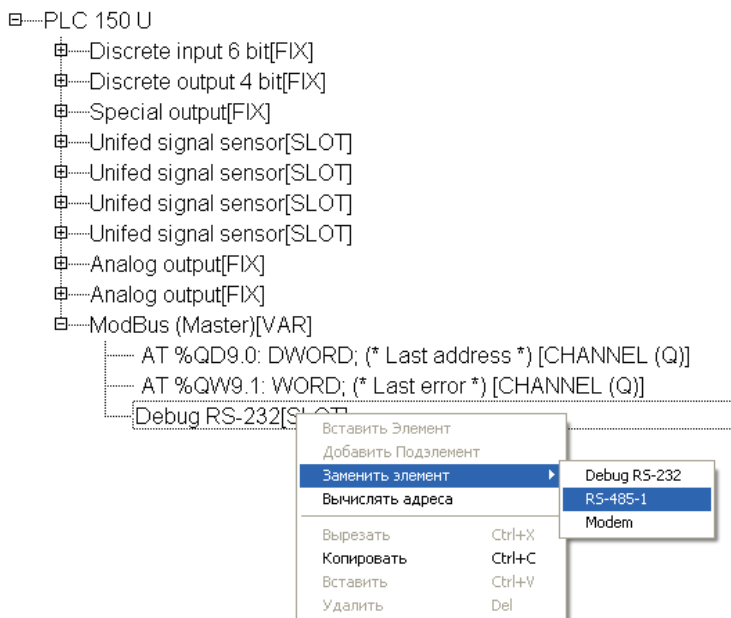 PLC 150 U
Discrete input 6 bit[FIX]
Discrete output 4 bit[FIX]
Special output[FIX]
Unifed signal sensor[SLOT]
Unifed signal sensor[SLOT]
Unifed signal sensor[SLOT]
Unifed signal sensor[SLOT]
Analog output[FIX]
Analog output[FIX]
ModBus (Master)[VAR]
AT %QD9.0: DWORD; (* Last address *) [CHANNEL (Q)]
AT %QW9.1: WORD; (* Last error *) [CHANNEL (Q)]
Debug RS-232[SLOT]
Вставить Элемент
Добавить Подэлемент
Заменить элемент
Debug RS-232
Вычислять адреса
RS-485-1
Modem
Вырезать Ctrl+X
Копировать Ctrl+C
Вставить Ctrl+V
Удалить Del